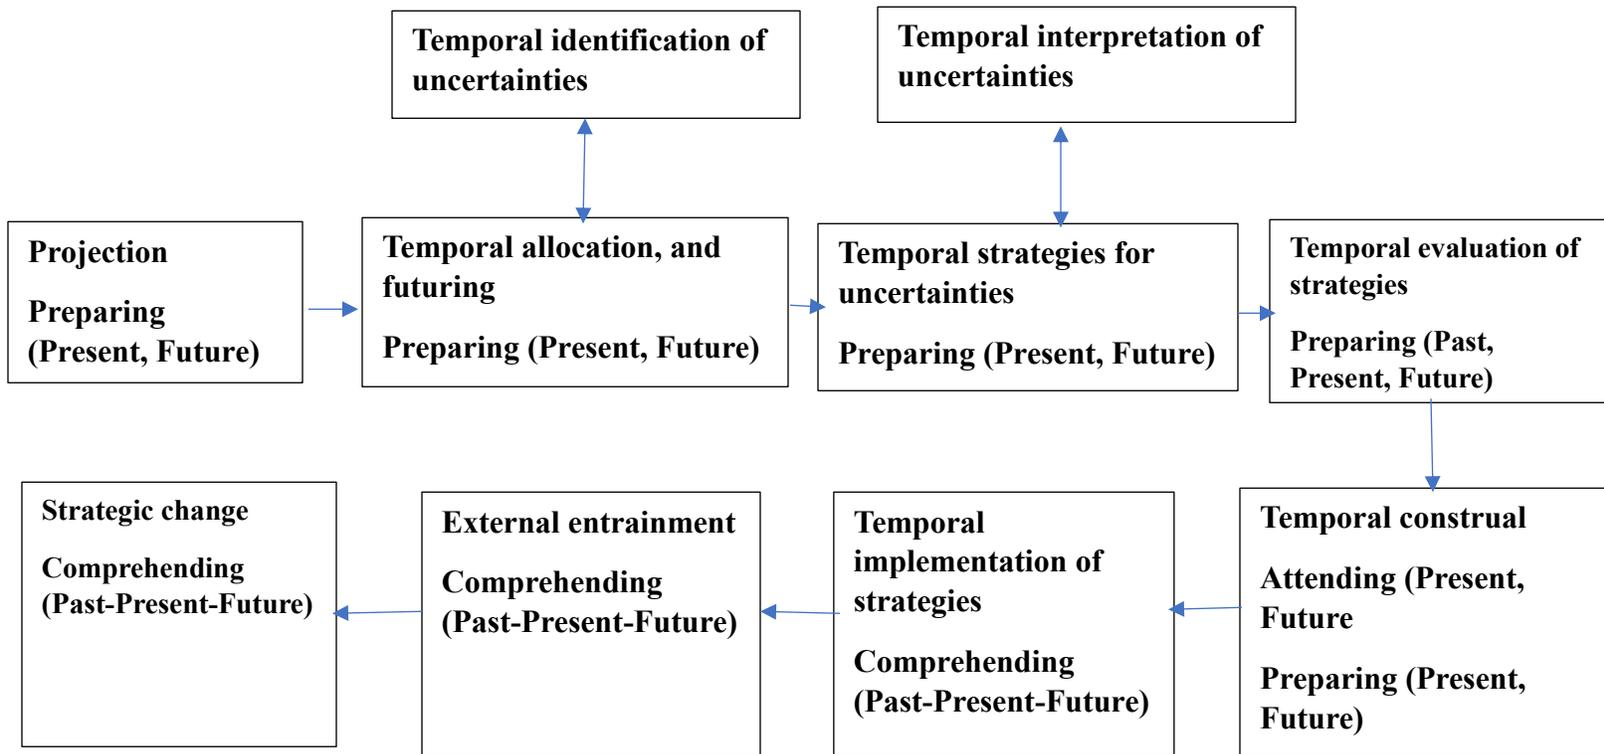 Temporal identification of
uncertainties
Temporal interpretation of
uncertainties
Projection
Preparing
(Present, Future)
Temporal allocation, and
futuring
Preparing (Present, Future)
Temporal strategies for
uncertainties
Preparing (Present, Future)
Temporal evaluation of
strategies
Preparing (Past,
Present, Future)
Strategic change
Comprehending
(Past-Present-Future)
External entrainment
Comprehending
(Past-Present-Future)
Temporal
implementation of
strategies
Comprehending
(Past-Present-Future)
Temporal construal
Attending (Present,
Future
Preparing (Present,
Future)